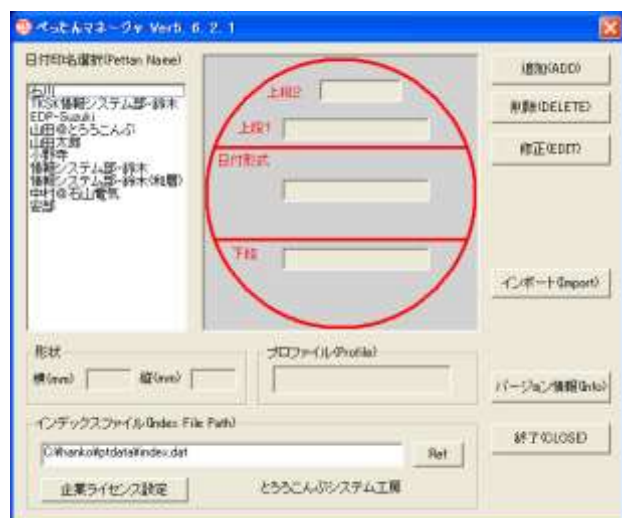 ぺったんマネージャ Ver5.6.2.1
日付印名選択(Pettan Name)
石川
TKSK情報システム部-鈴木
EDP-Suzuki
山田@とろろこんぶ
山田太郎
小野寺
情報システム部-鈴木
情報システム部-鈴木(和暦)
中村@石山電気
安部
上段2
上段1
日付形式
下段
追加(ADD)
削除(DELETE)
修正(EDIT)
インポート(Import)
形状
横(mm)
縦(mm)
プロファイル(Profile)
バージョン情報(Info)
インデックスファイル(Index File Path)
C:\hanko\ptdata\index.dat
Ref
終了(CLOSE)
企業ライセンス設定
とろろこんぶシステム工房